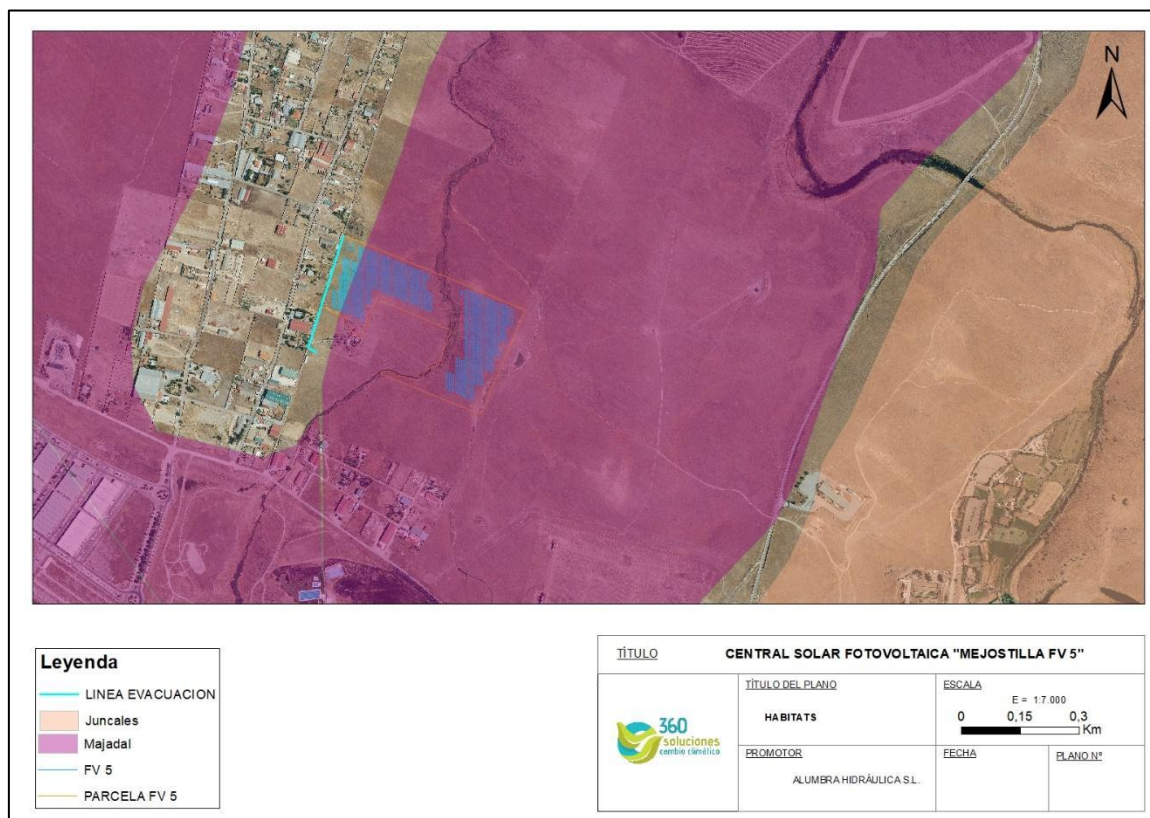 N
Leyenda
LINEA EVACUACION
Juncales
Majadal
FV 5
PARCELA FV 5
TÍTULO
CENTRAL SOLAR FOTOVOLTAICA "MEJOSTILLA FV 5"
360
soluciones
cambio climático
TÍTULO DEL PLANO
HABITATS
ESCALA
E = 1:7.000
0 0,15 0,3
Km
PROMOTOR
ALUMBRA HIDRÁULICA S.L.
FECHA
PLANO Nº